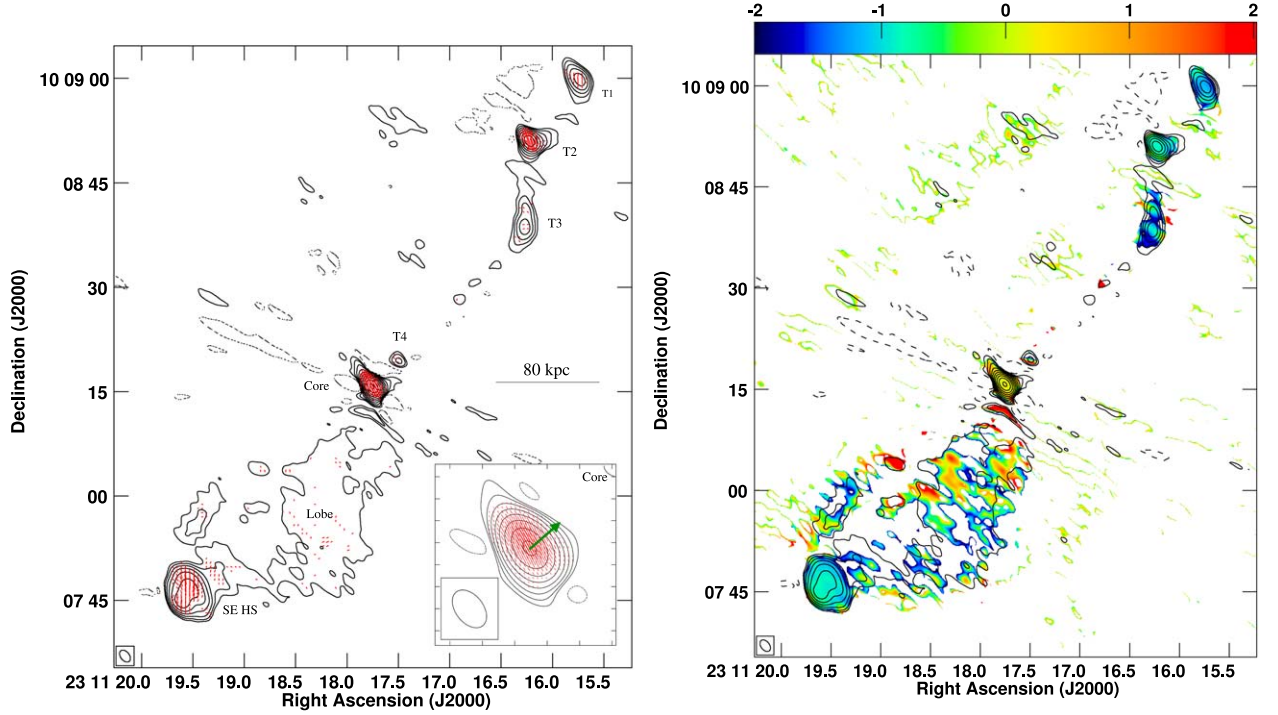 -2 -1 0 1 2
10 09 00
08 45
30
15
00
07 45
23 11 20.0 19.5 19.0 18.5 18.0 17.5 17.0 16.5 16.0 15.5
Right Ascension (J2000)
Declination (J2000)
T1
T2
T3
T4
Core
80 kpc
Lobe
SE HS
Core
10 09 00
08 45
30
15
00
07 45
23 11 20.0 19.5 19.0 18.5 18.0 17.5 17.0 16.5 16.0 15.5
Right Ascension (J2000)
Declination (J2000)